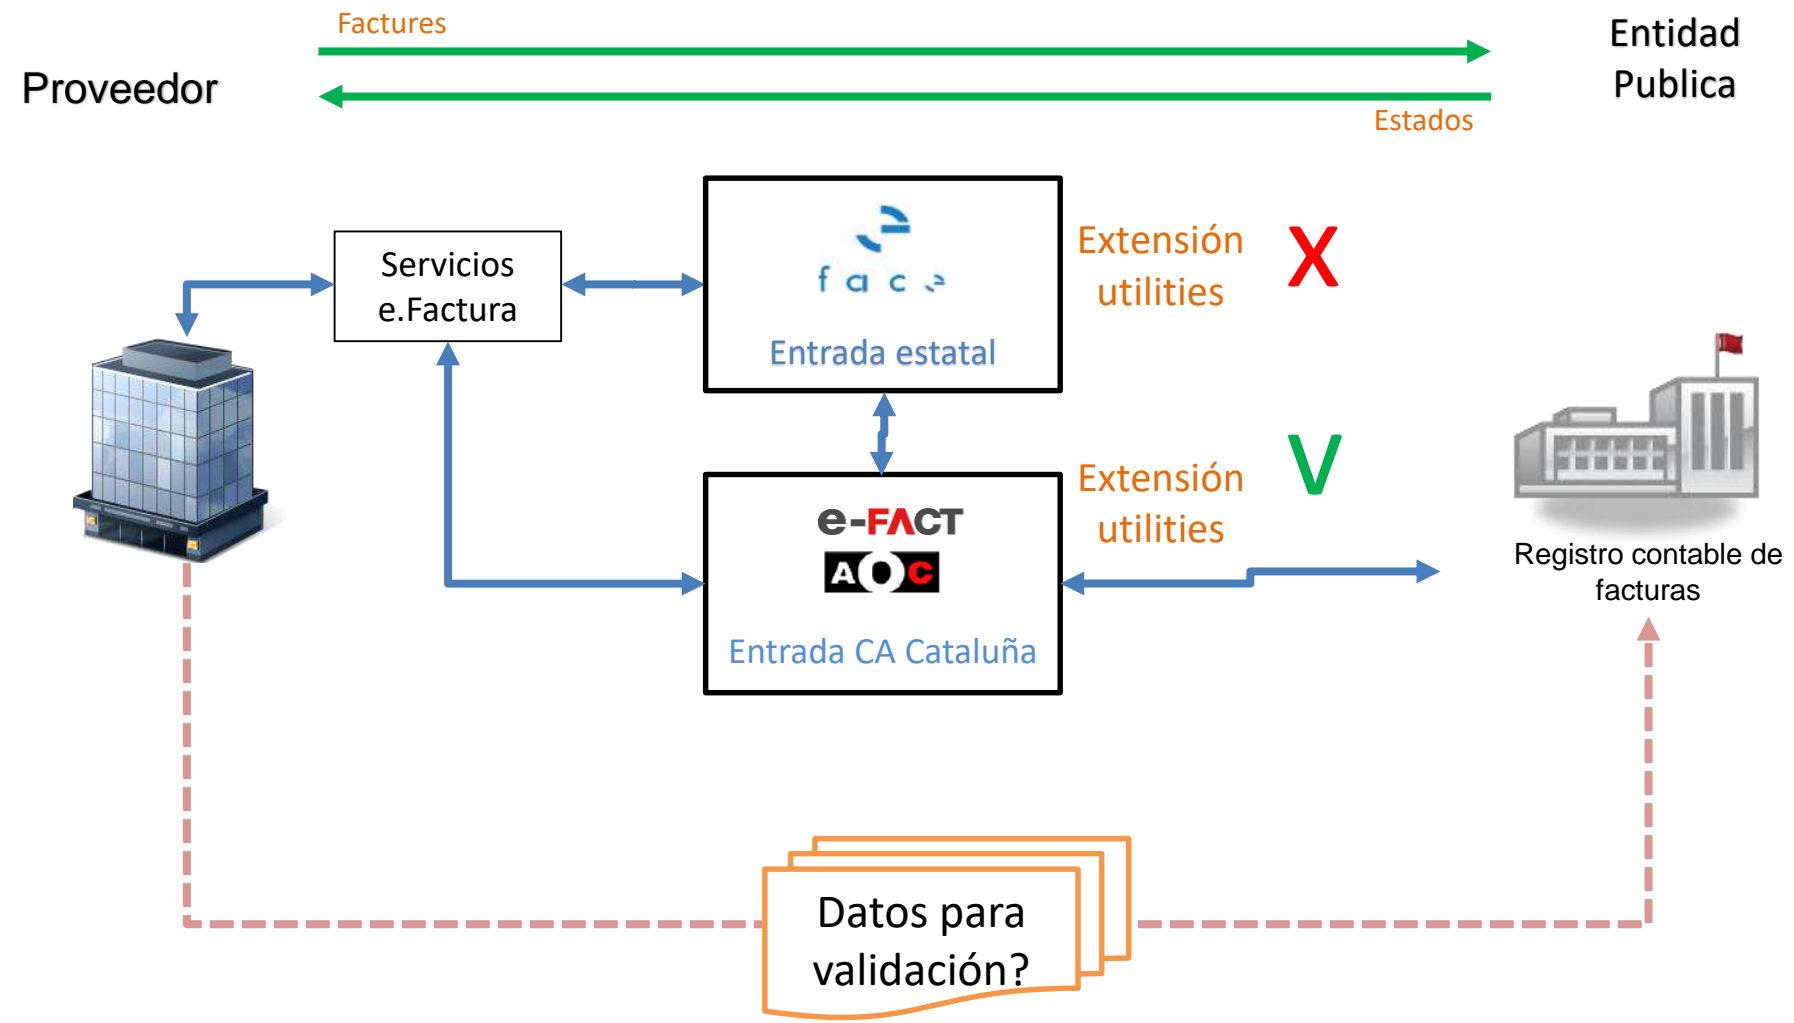 Factures
Entidad
Publica
Proveedor
Estados
face
Entrada estatal
Extensión
utilities
X
Servicios
e.Factura
e-FACT
AOC
Entrada CA Cataluña
Extensión
utilities
V
Registro contable de
facturas
Datos para
validación?